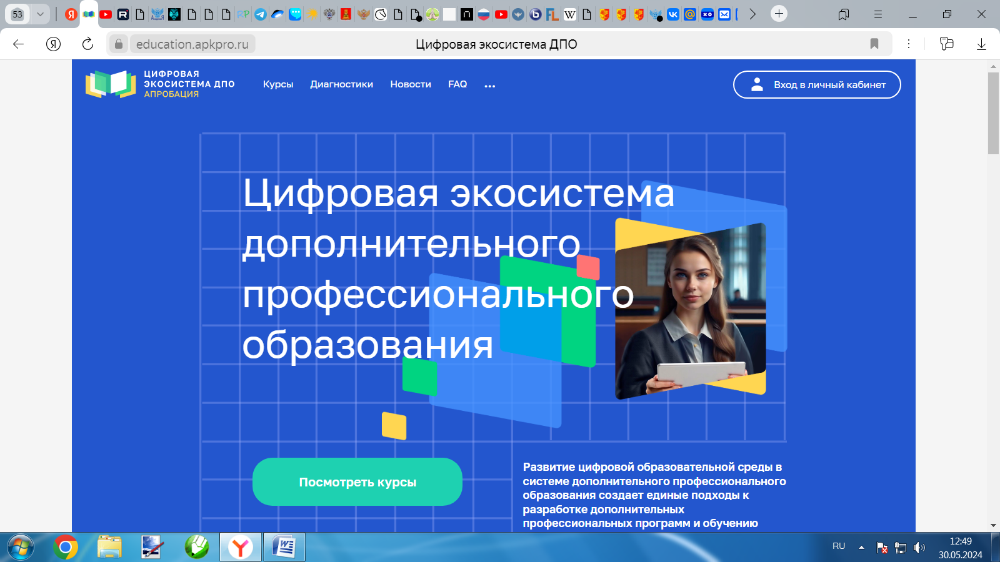 53
education.apkpro.ru
Цифровая экосистема ДПО
ЦИФРОВАЯ
ЭКОСИСТЕМА ДПО
АПРОБАЦИЯ
Курсы
Диагностики
Новости
FAQ
...
Вход в личный кабинет
Цифровая экосистема
дополнительного
профессионального
образования
Посмотреть курсы
Развитие цифровой образовательной среды в
системе дополнительного профессионального
образования создает единые подходы к
разработке дополнительных
профессиональных программ и обучению
RU
12:49
30.05.2024